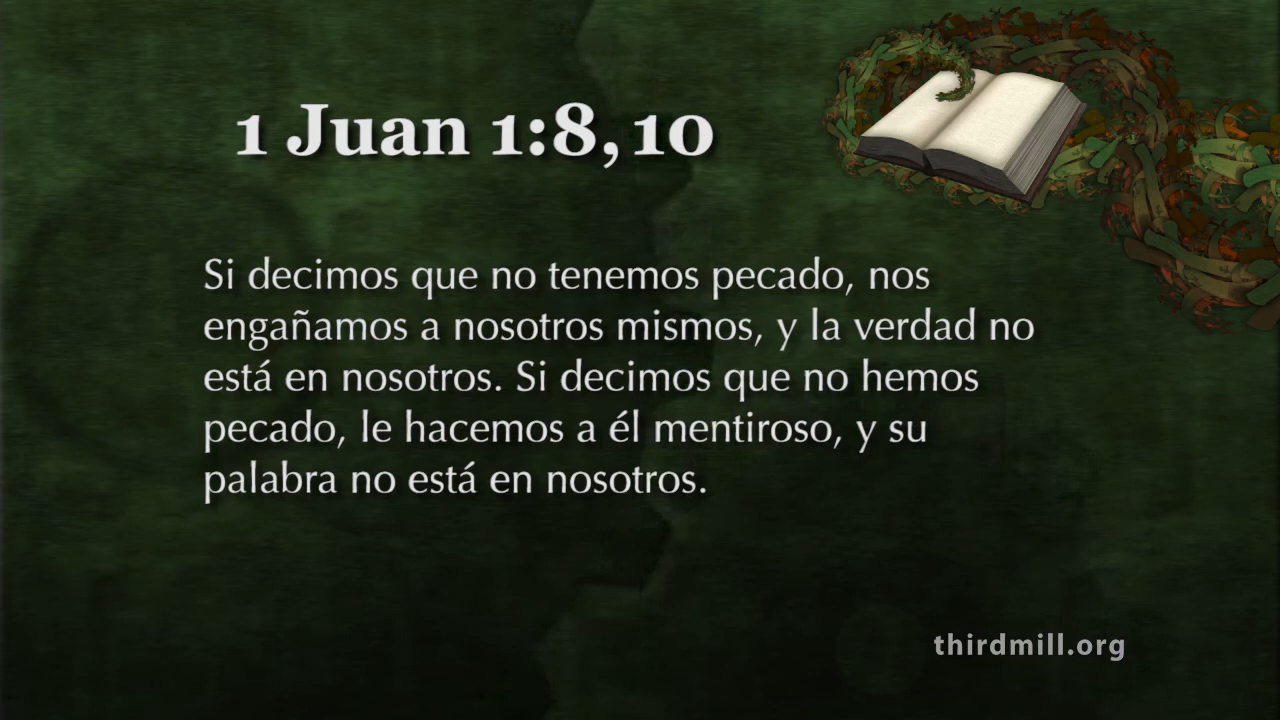 1 Juan 1:8, 10
Si decimos que no tenemos pecado, nos
engañamos a nosotros mismos, y la verdad no
está en nosotros. Si decimos que no hemos
pecado, le hacemos a él mentiroso, y su
palabra no está en nosotros.
thirdmill.org